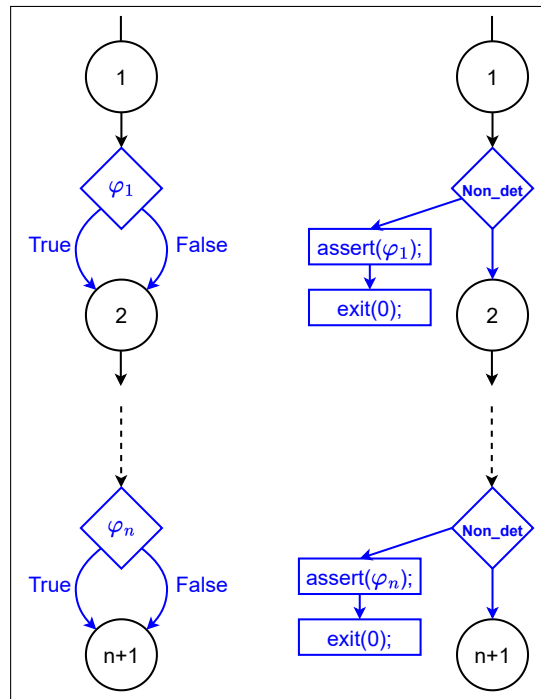 1
φ1
True
False
2
φn
True
False
n+1
1
Non_det
assert(φ1);
exit(0);
2
Non_det
assert(φn);
exit(0);
n+1